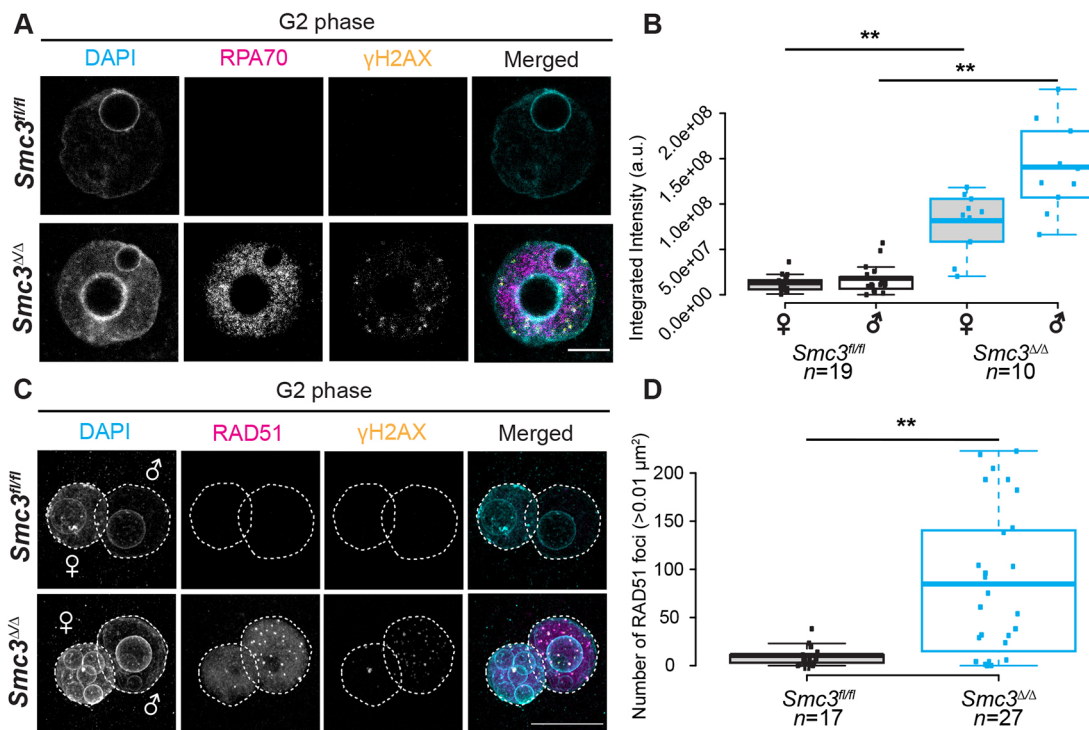 A
G2 phase
DAPI RPA70 γH2AX Merged
Smc3fl/fl
Smc3Δ/Δ
B
** 
**
Integrated Intensity (a.u.)
2.0e+08
1.5e+08
1.0e+08
5.0e+07
0.0e+00
♀ ♂ ♀ ♂
Smc3fl/fl Smc3Δ/Δ
n=19 n=10
C
G2 phase
DAPI RAD51 γH2AX Merged
Smc3fl/fl
♂
♀
Smc3Δ/Δ
♀
♂
D
**
Number of RAD51 foci (>0.01 µm²)
200
150
100
50
0
Smc3fl/fl Smc3Δ/Δ
n=17 n=27